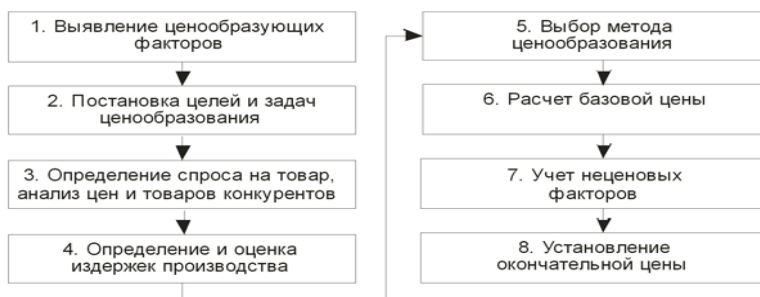 1. Выявление ценообразующих
факторов
2. Постановка целей и задач
ценообразования
3. Определение спроса на товар,
анализ цен и товаров конкурентов
4. Определение и оценка
издержек производства
5. Выбор метода
ценообразования
6. Расчет базовой цены
7. Учет неценовых
факторов
8. Установление
окончательной цены